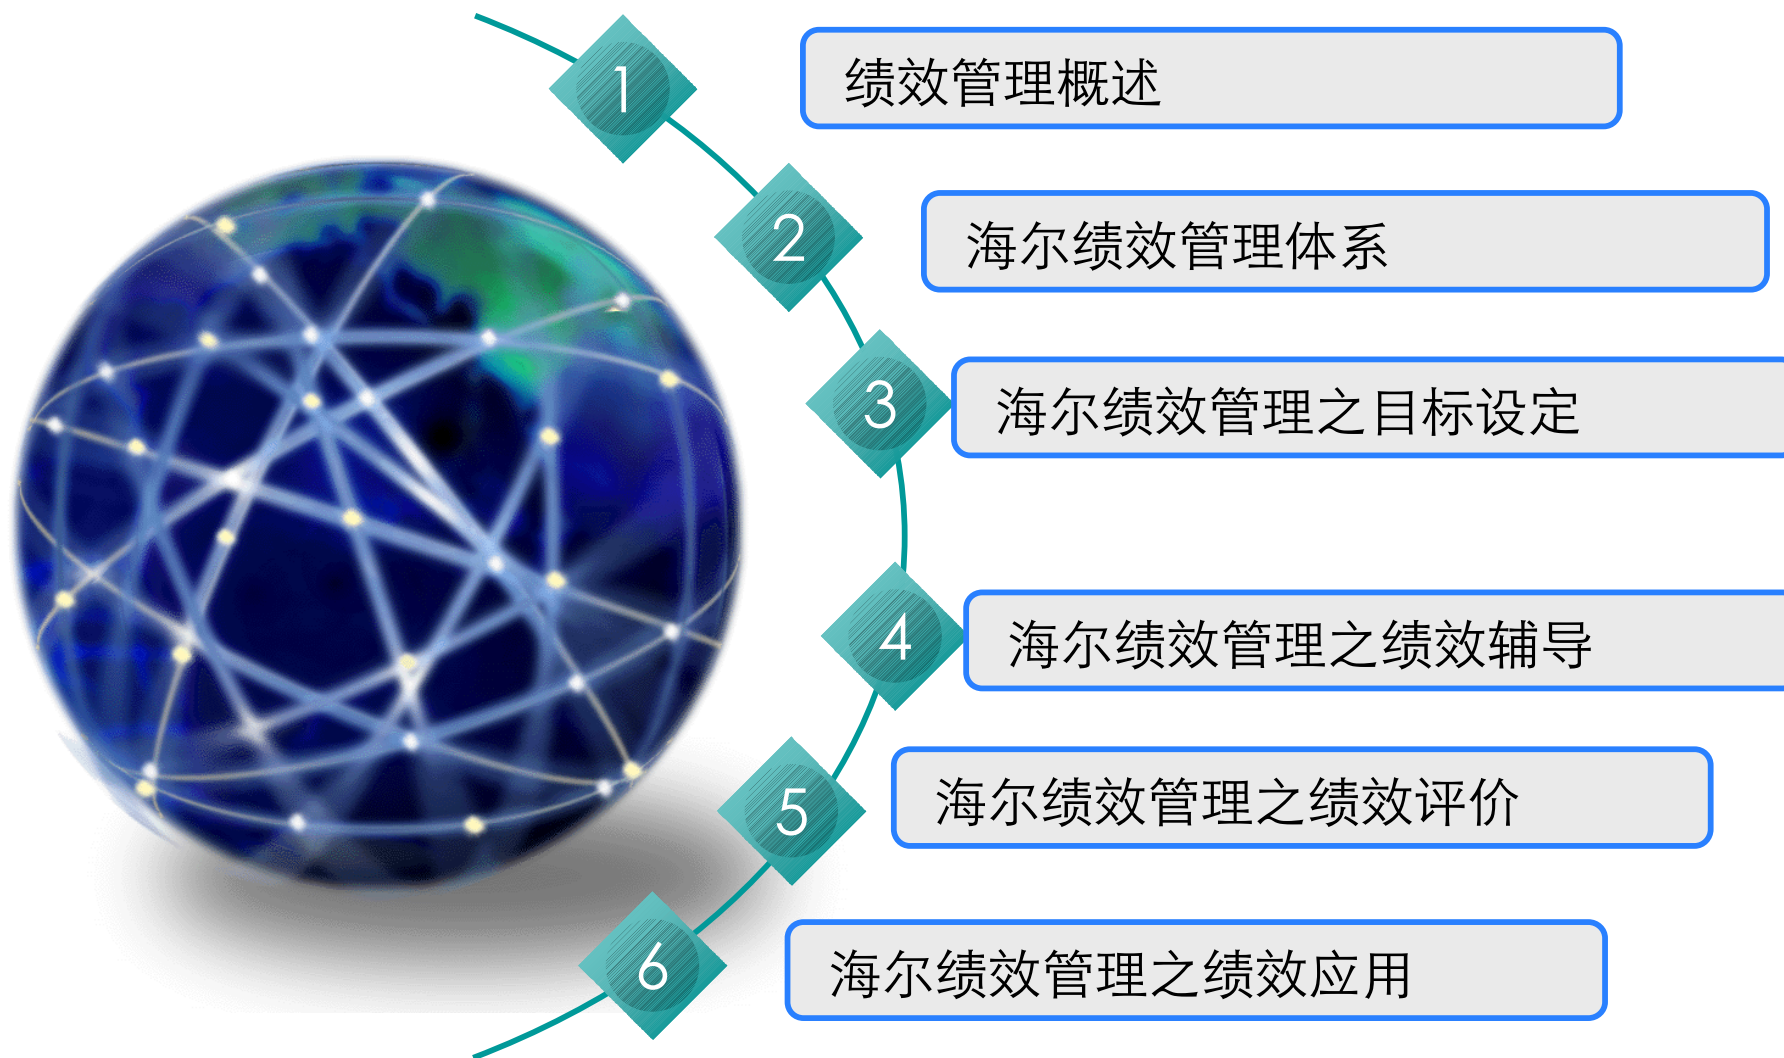 1 绩效管理概述
2 海尔绩效管理体系
3 海尔绩效管理之目标设定
4 海尔绩效管理之绩效辅导
5 海尔绩效管理之绩效评价
6 海尔绩效管理之绩效应用